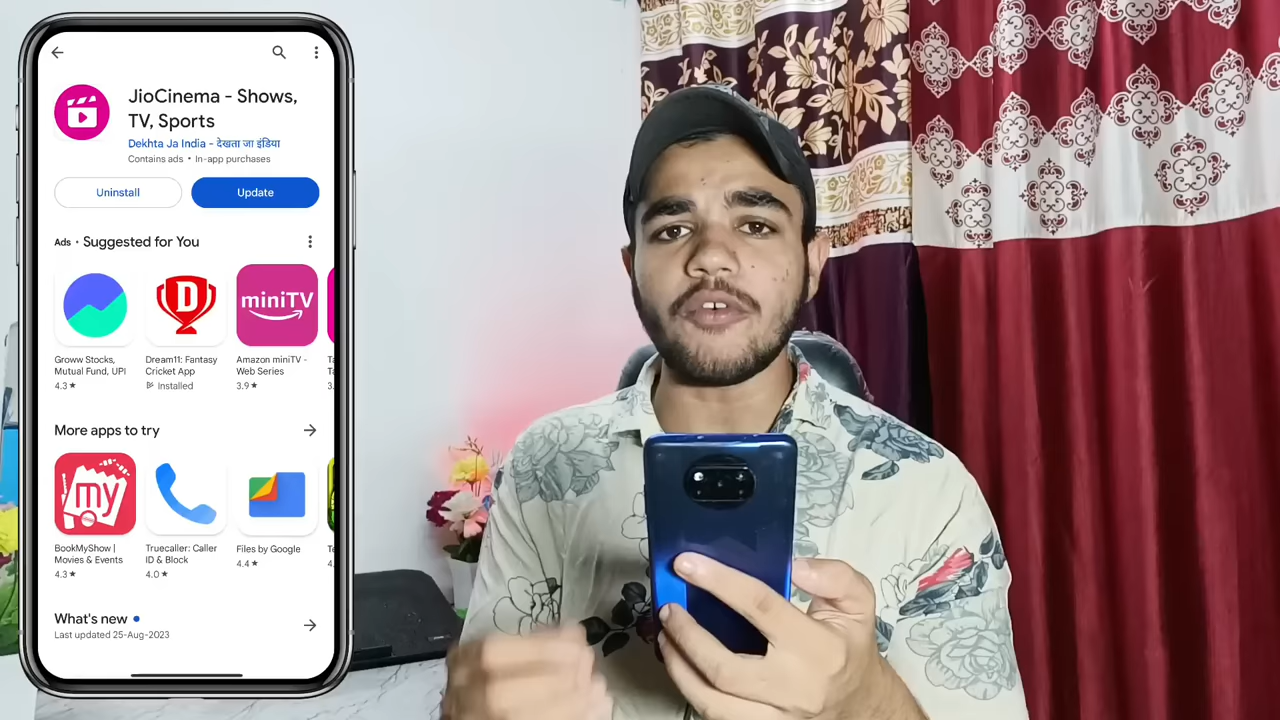 JioCinema - Shows,
TV, Sports
Dekhta Ja India - देखता जा इंडिया
Contains ads • In-app purchases
Uninstall
Update
Ads • Suggested for You
D
miniTV
Groww Stocks,
Mutual Fund, UPI
4.3★
Dream11: Fantasy
Cricket App
Installed
Amazon miniTV -
Web Series
3.9★
3.
More apps to try
my
BookMyShow |
Movies & Events
4.3★
Truecaller: Caller
ID & Block
4.0★
Files by Google
4.4★
4.
What's new
Last updated 25-Aug-2023